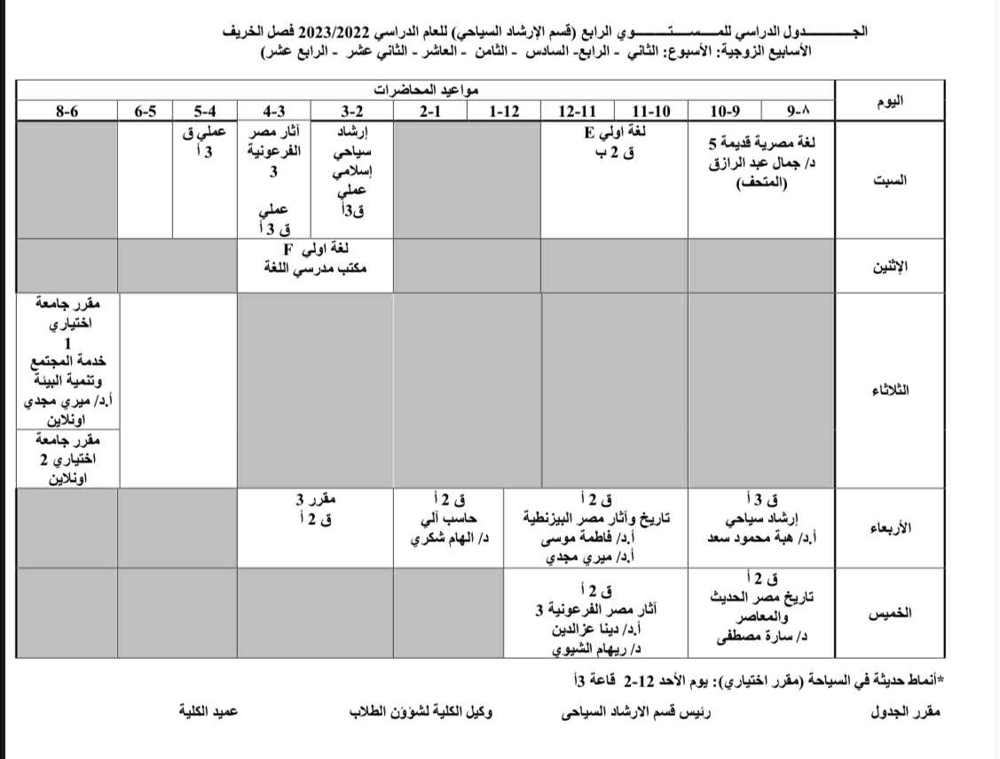 الجــــــــدول الدراسي للمـــــستــــــوي الرابع (قسم الإرشاد السياحي) للعام الدراسي 2023/2022 فصل الخريف
الأسابيع الزوجية: الأسبوع: الثاني - الرابع- السادس - الثامن - العاشر - الثاني عشر - الرابع عشر)
اليوم
مواعيد المحاضرات
9-٨
10-9
11-10
12-11
1-12
2-1
3-2
4-3
5-4
6-5
8-6
السبت
لغة مصرية قديمة 5
د/ جمال عبد الرازق
(المتحف)
لغة اولي E
ق 2 ب
إرشاد
سياحي
إسلامي
عملي
ق3أ
آثار مصر
الفرعونية
3
عملي
ق 3 أ
عملي ق
3 أ
الإثنين
لغة اولي F
مكتب مدرسي اللغة
الثلاثاء
مقرر جامعة
اختياري
1
خدمة المجتمع
وتنمية البيئة
أ.د/ ميري مجدي
اونلاين
مقرر جامعة
اختياري 2
اونلاين
الأربعاء
ق 3 أ
إرشاد سياحي
أ.د/ هبة محمود سعد
ق 2 أ
تاريخ وآثار مصر البيزنطية
أ.د/ فاطمة موسى
أ.د/ ميري مجدي
ق 2 أ
حاسب آلي
د/ الهام شكري
مقرر 3
ق 2 أ
الخميس
ق 2 أ
تاريخ مصر الحديث
والمعاصر
د/ سارة مصطفى
ق 2 أ
آثار مصر الفرعونية 3
أ.د/ دينا عزالدين
د/ ريهام الشيوي
*أنماط حديثة في السياحة (مقرر اختياري): يوم الأحد 12-2 قاعة 3أ
مقرر الجدول
رئيس قسم الارشاد السياحى
وكيل الكلية لشؤون الطلاب
عميد الكلية